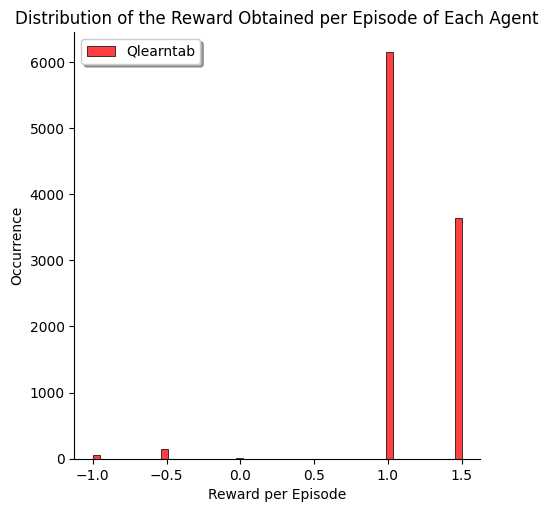 Distribution of the Reward Obtained per Episode of Each Agent
Qlearntab
6000
5000
4000
3000
2000
1000
0
Occurrence
−1.0 −0.5 0.0 0.5 1.0 1.5
Reward per Episode